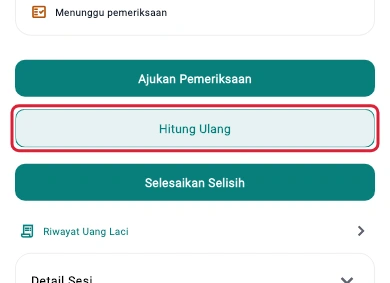 Menunggu pemeriksaan
Ajukan Pemeriksaan
Hitung Ulang
Selesaikan Selisih
Riwayat Uang Laci
Detail Sesi